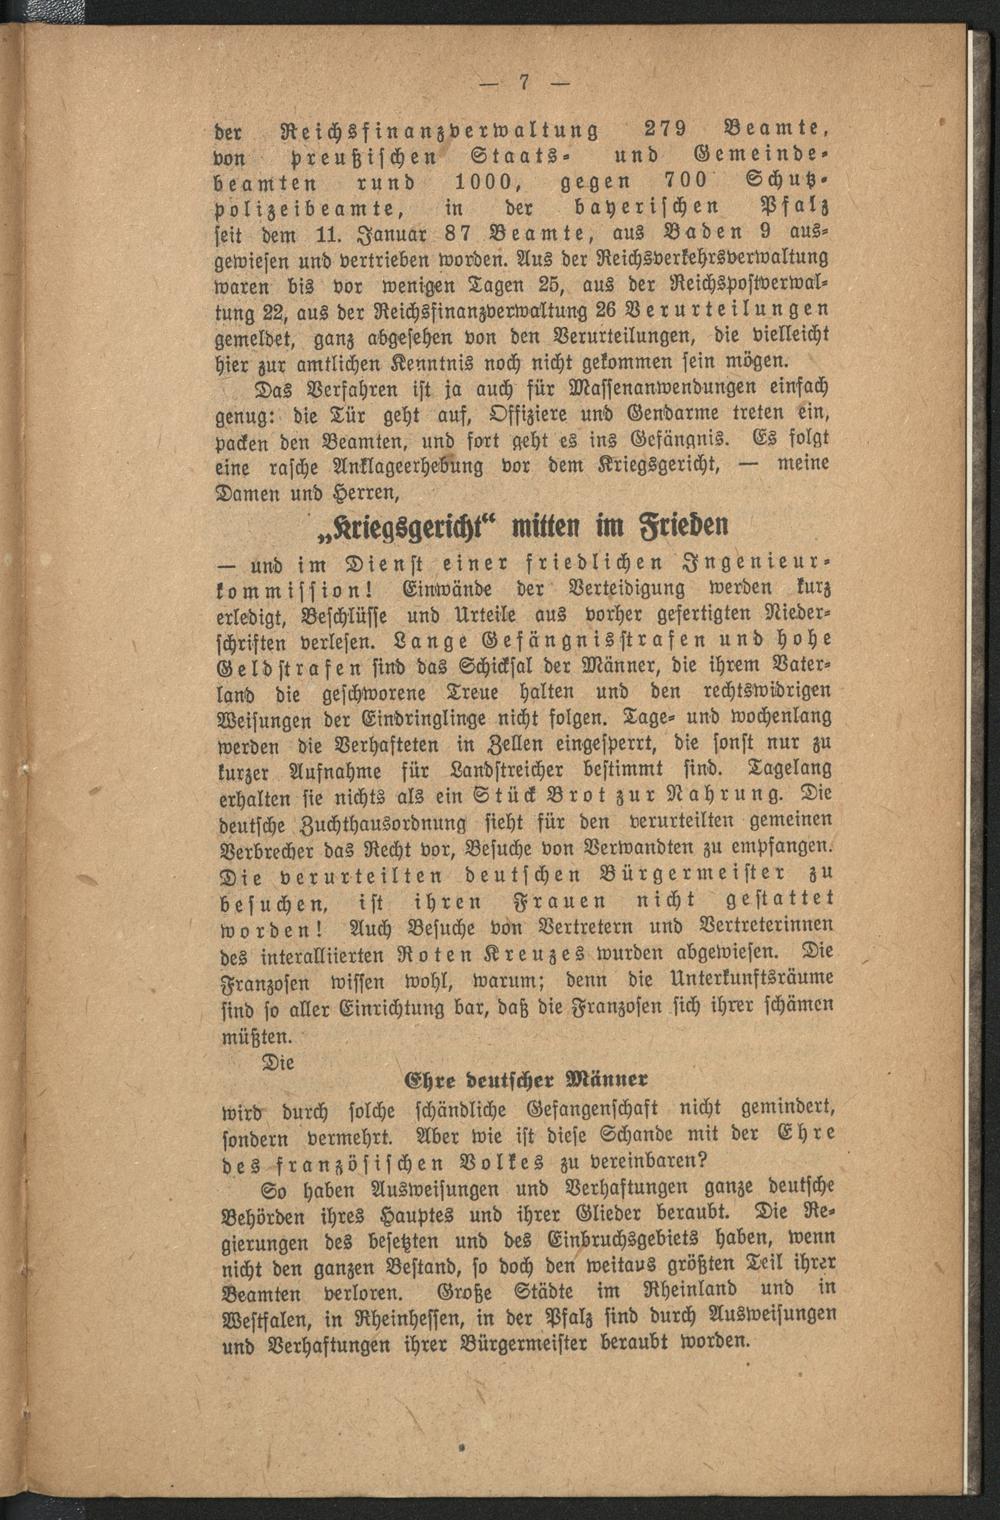 — 7 —
der Reichsfinanzverwaltung 279 Beamte,
von preußischen Staats- und Gemeinde-
beamten rund 1000, gegen 700 Schutz-
polizeibeamte, in der bayerischen Pfalz
seit dem 11. Januar 87 Beamte, aus Baden 9 aus-
gewiesen und vertrieben worden. Aus der Reichsverkehrsverwaltung
waren bis vor wenigen Tagen 25, aus der Reichspostverwal-
tung 22, aus der Reichsfinanzverwaltung 26 Verurteilungen
gemeldet, ganz abgesehen von den Verurteilungen, die vielleicht
hier zur amtlichen Kenntnis noch nicht gekommen sein mögen.
Das Verfahren ist ja auch für Massenanwendungen einfach
genug: die Tür geht auf, Offiziere und Gendarme treten ein,
packen den Beamten, und fort geht es ins Gefängnis. Es folgt
eine rasche Anklageerhebung vor dem Kriegsgericht, — meine
Damen und Herren,
„Kriegsgericht“ mitten im Frieden
— und im Dienst einer friedlichen Ingenieur-
kommission! Einwände der Verteidigung werden kurz
erledigt, Beschlüsse und Urteile aus vorher gefertigten Nieder-
schriften verlesen. Lange Gefängnisstrafen und hohe
Geldstrafen sind das Schicksal der Männer, die ihrem Vater-
land die geschworene Treue halten und den rechtswidrigen
Weisungen der Eindringlinge nicht folgen. Tage- und wochenlang
werden die Verhafteten in Zellen eingesperrt, die sonst nur zu
kurzer Aufnahme für Landstreicher bestimmt sind. Tagelang
erhalten sie nichts als ein Stück Brot zur Nahrung. Die
deutsche Zuchthausordnung sieht für den verurteilten gemeinen
Verbrecher das Recht vor, Besuche von Verwandten zu empfangen.
Die verurteilten deutschen Bürgermeister zu
besuchen, ist ihren Frauen nicht gestattet
worden! Auch Besuche von Vertretern und Vertreterinnen
des interalliierten Roten Kreuzes wurden abgewiesen. Die
Franzosen wissen wohl, warum; denn die Unterkunftsräume
sind so aller Einrichtung bar, daß die Franzosen sich ihrer schämen
müßten.
Die
Ehre deutscher Männer
wird durch solche schändliche Gefangenschaft nicht gemindert,
sondern vermehrt. Aber wie ist diese Schande mit der Ehre
des französischen Volkes zu vereinbaren?
So haben Ausweisungen und Verhaftungen ganze deutsche
Behörden ihres Hauptes und ihrer Glieder beraubt. Die Re-
gierungen des besetzten und des Einbruchsgebiets haben, wenn
nicht den ganzen Bestand, so doch den weitaus größten Teil ihrer
Beamten verloren. Große Städte im Rheinland und in
Westfalen, in Rheinhessen, in der Pfalz sind durch Ausweisungen
und Verhaftungen ihrer Bürgermeister beraubt worden.